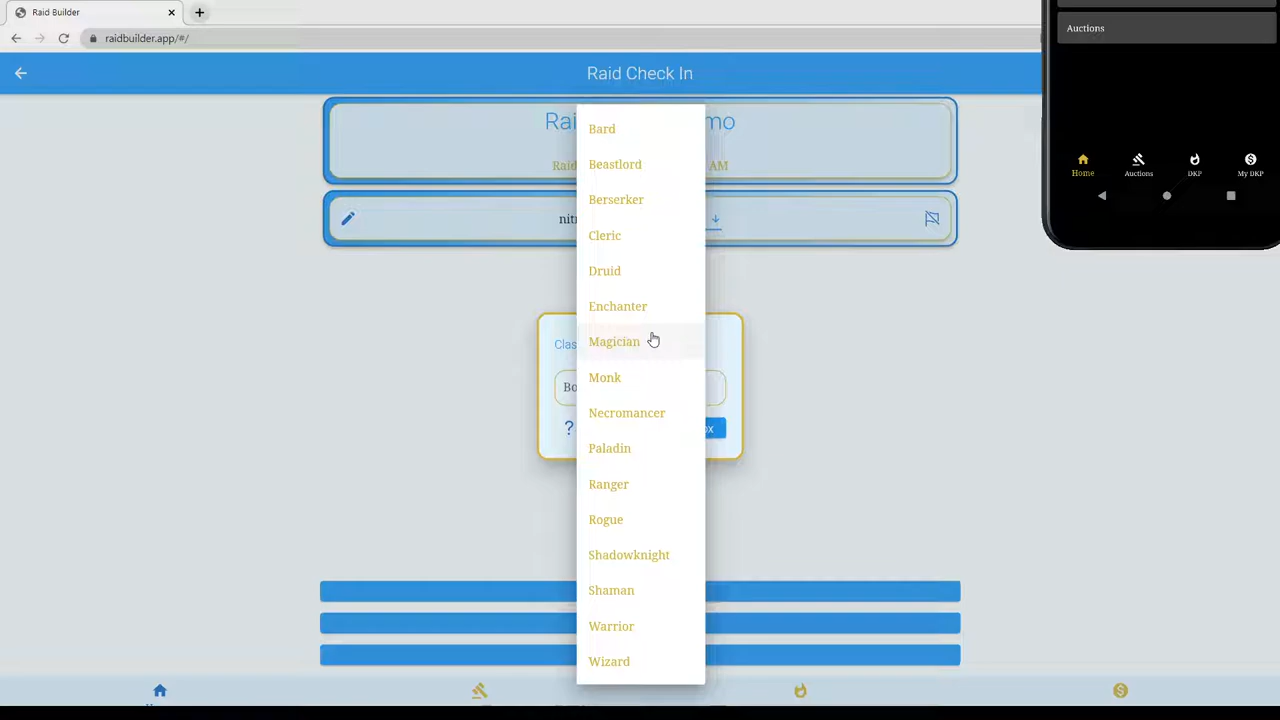 Raid Builder
raidbuilder.app/#/
Raid Check In
Auctions
Home
Auctions
DKP
My DKP
AM
Bard
Beastlord
Berserker
Cleric
Druid
Enchanter
Magician
Monk
Necromancer
Paladin
Ranger
Rogue
Shadowknight
Shaman
Warrior
Wizard
?